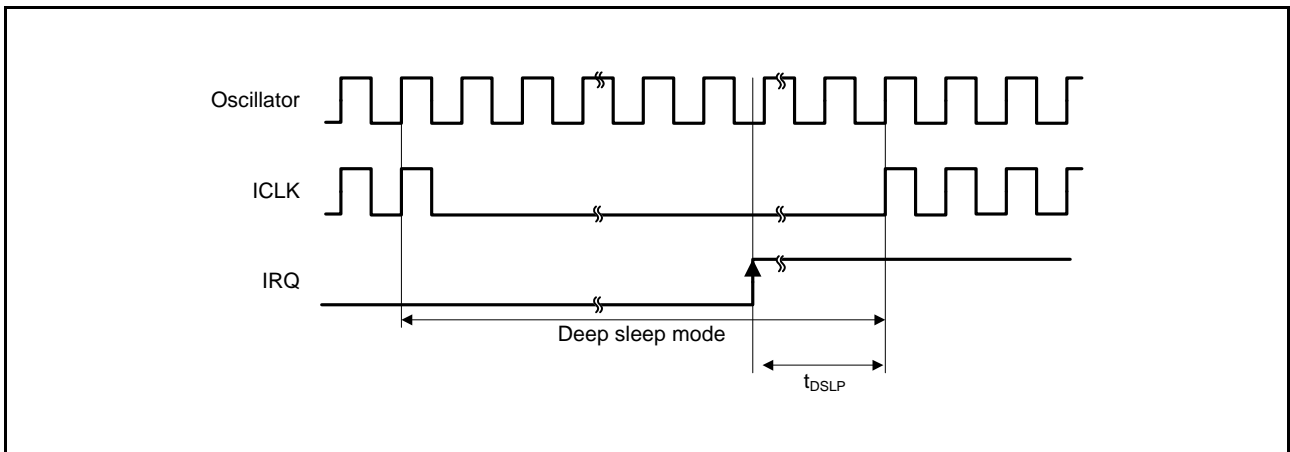 Oscillator
ICLK
IRQ
Deep sleep mode
tDSLP